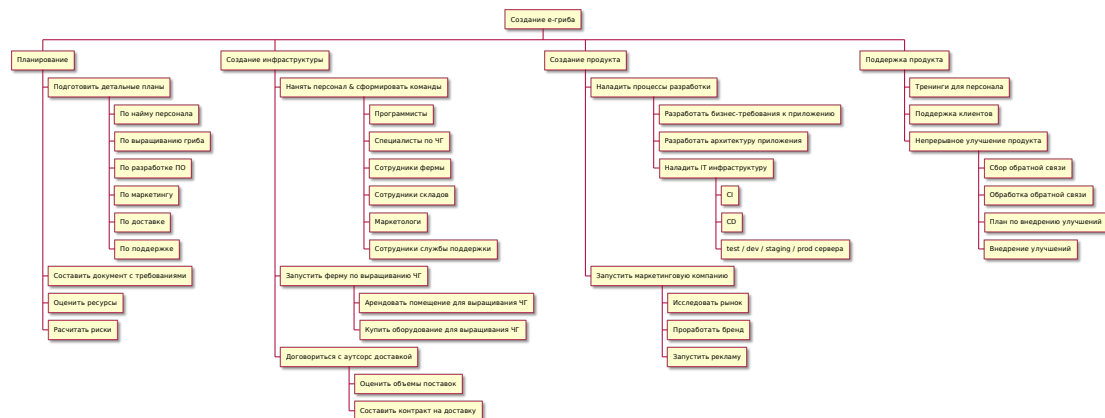 Создание е-гриба
Планирование
Подготовить детальные планы
По найму персонала
По выращиванию гриба
По разработке ПО
По маркетингу
По доставке
По поддержке
Составить документ с требованиями
Оценить ресурсы
Расчитать риски
Создание инфраструктуры
Нанять персонал & сформировать команды
Программисты
Специалисты по ЧГ
Сотрудники фермы
Сотрудники складов
Маркетологи
Сотрудники службы поддержки
Запустить ферму по выращиванию ЧГ
Арендовать помещение для выращивания ЧГ
Купить оборудование для выращивания ЧГ
Договориться с аутсорс доставкой
Оценить объемы поставок
Составить контракт на доставку
Создание продукта
Наладить процессы разработки
Разработать бизнес-требования к приложению
Разработать архитектуру приложения
Наладить IT инфраструктуру
CI
CD
test / dev / staging / prod сервера
Запустить маркетинговую компанию
Исследовать рынок
Проработать бренд
Запустить рекламу
Поддержка продукта
Тренинги для персонала
Поддержка клиентов
Непрерывное улучшение продукта
Сбор обратной связи
Обработка обратной связи
План по внедрению улучшений
Внедрение улучшений